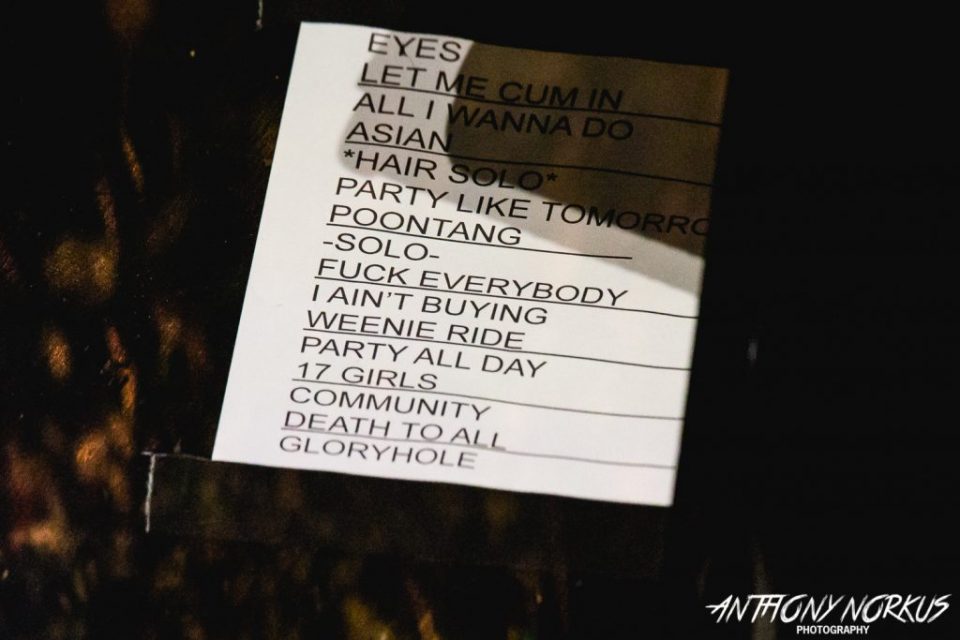 EYES
LET ME CUM IN
ALL I WANNA DO
ASIAN
*HAIR SOLO*
PARTY LIKE TOMORRO
POONTANG
-SOLO-
FUCK EVERYBODY
I AIN'T BUYING
WEENIE RIDE
PARTY ALL DAY
17 GIRLS
COMMUNITY
DEATH TO ALL
GLORYHOLE
ANTHONY NORKUS
PHOTOGRAPHY